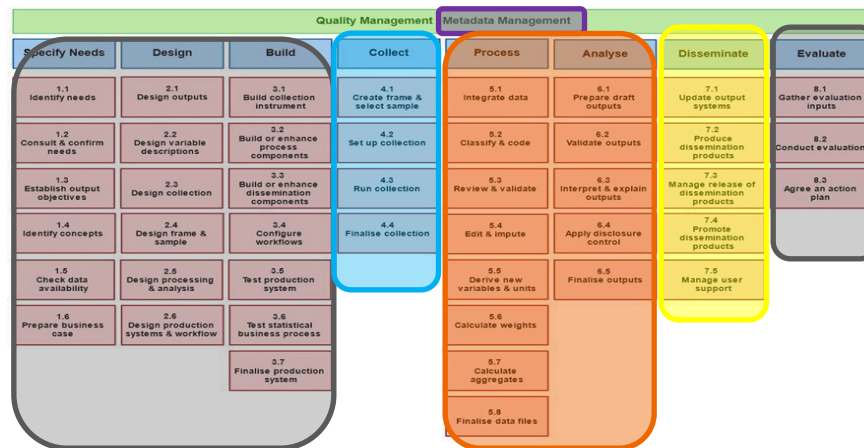 Quality Management Metadata Management
Specify Needs
Design
Build
Collect
Process
Analyse
Disseminate
Evaluate
1.1
Identify needs
1.2
Consult & confirm
needs
1.3
Establish output
objectives
1.4
Identify concepts
1.5
Check data
availability
1.6
Prepare business
case
2.1
Design outputs
2.2
Design variable
descriptions
2.3
Design collection
2.4
Design frame &
sample
2.5
Design processing
& analysis
2.6
Design production
systems & workflow
3.1
Build collection
instrument
3.2
Build or enhance
process
components
3.3
Build or enhance
dissemination
components
3.4
Configure
workflows
3.5
Test production
system
3.6
Test statistical
business process
3.7
Finalise production
system
4.1
Create frame &
select sample
4.2
Set up collection
4.3
Run collection
4.4
Finalise collection
5.1
Integrate data
5.2
Classify & code
5.3
Review & validate
5.4
Edit & impute
5.5
Derive new
variables & units
5.6
Calculate weights
5.7
Calculate
aggregates
5.8
Finalise data files
6.1
Prepare draft
outputs
6.2
Validate outputs
6.3
Interpret & explain
outputs
6.4
Apply disclosure
control
6.5
Finalise outputs
7.1
Update output
systems
7.2
Produce
dissemination
products
7.3
Manage release of
dissemination
products
7.4
Promote
dissemination
products
7.5
Manage user
support
8.1
Gather evaluation
inputs
8.2
Conduct evaluation
8.3
Agree an action
plan